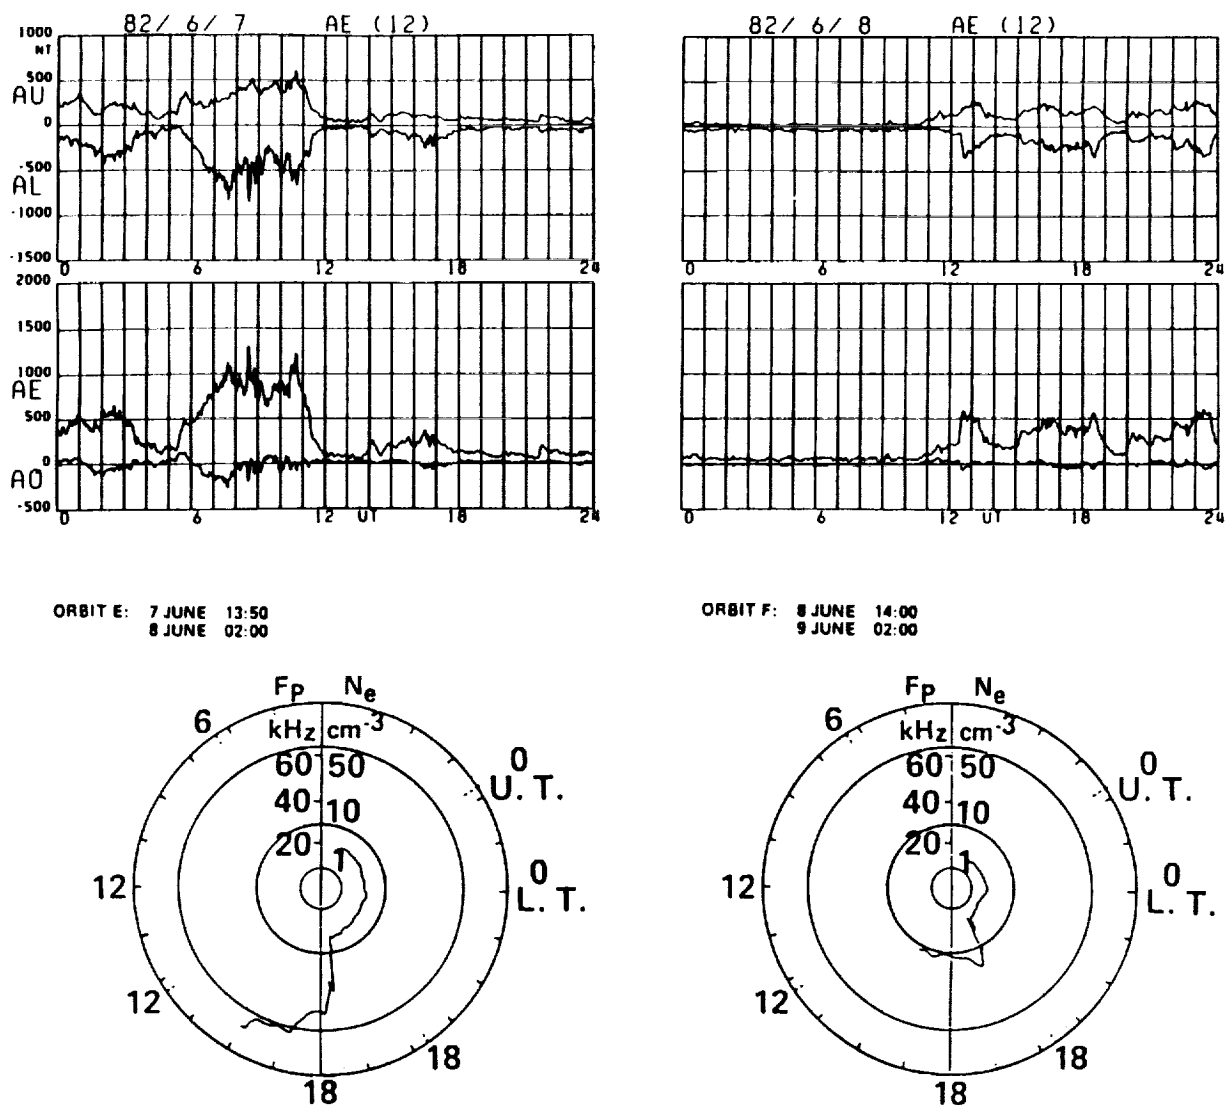 82/ 6/ 7 AE (12)
1000
NT
500
AU
0
-500
AL
-1000
-1500
0 6 12 UT 18 24
2000
1500
1000
AE
500
0
AO
-500
0 6 12 UT 18 24
82/ 6/ 8 AE (12)
0 6 12 UT 18 24
0 6 12 UT 18 24
ORBIT E: 7 JUNE 13:50
8 JUNE 02:00
ORBIT F: 8 JUNE 14:00
9 JUNE 02:00
Fp Ne
kHz cm-3
60 50
40 10
20 1
6
0
U. T.
12
0
L. T.
12
18
18
Fp Ne
kHz cm-3
60 50
40 10
20 1
6
0
U. T.
12
0
L. T.
12
18
18